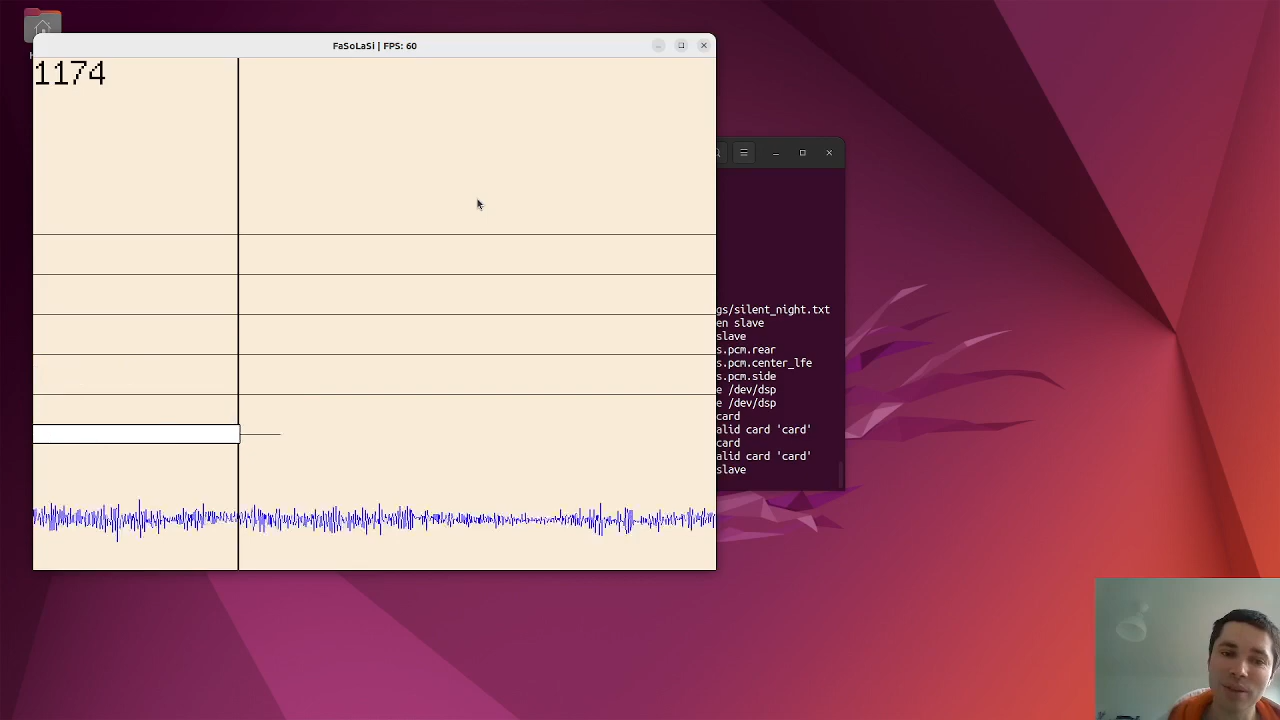 FaSoLaSi | FPS: 60
1174
gs/silent_night.txt
en slave
slave
s.pcm.rear
s.pcm.center_lfe
s.pcm.side
e /dev/dsp
e /dev/dsp
card
alid card 'card'
card
alid card 'card'
slave